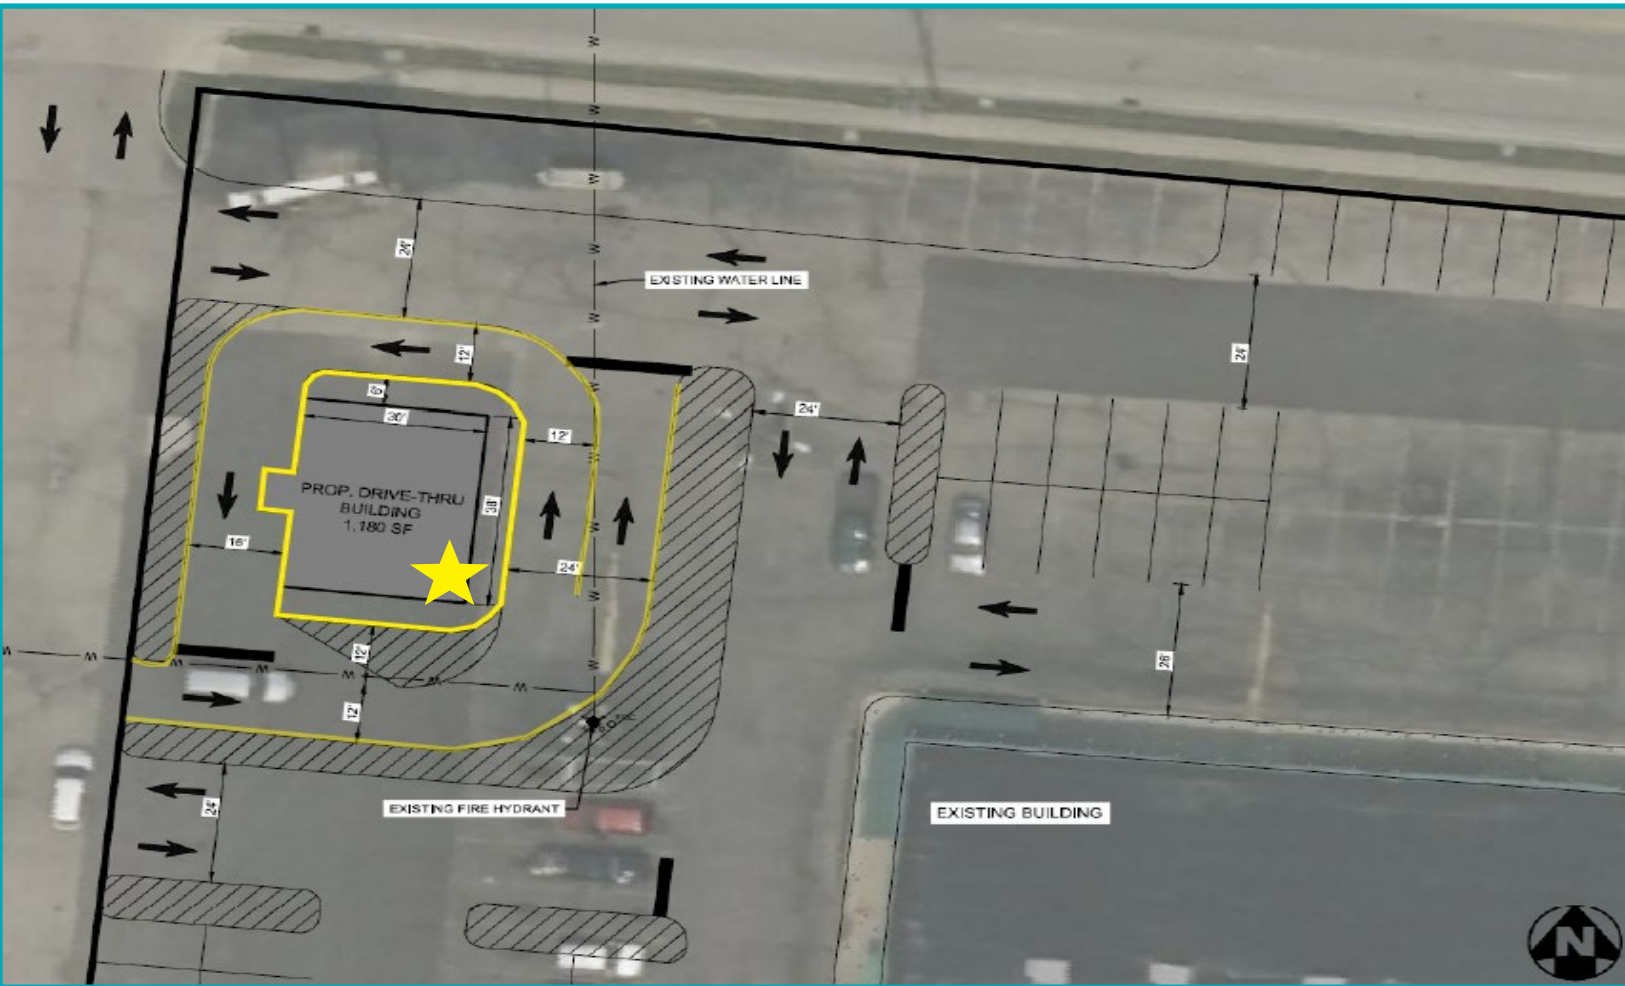 W
W
W
24'
W
EXISTING WATER LINE
W
12'
24'
6'
W
30'
24'
12'
W
PROP. DRIVE-THRU
BUILDING
1,180 SF
38'
W
16'
24'
W
W
W
W
12'
W
W
W
W
26'
12'
24'
EXISTING FIRE HYDRANT
EXISTING BUILDING
N